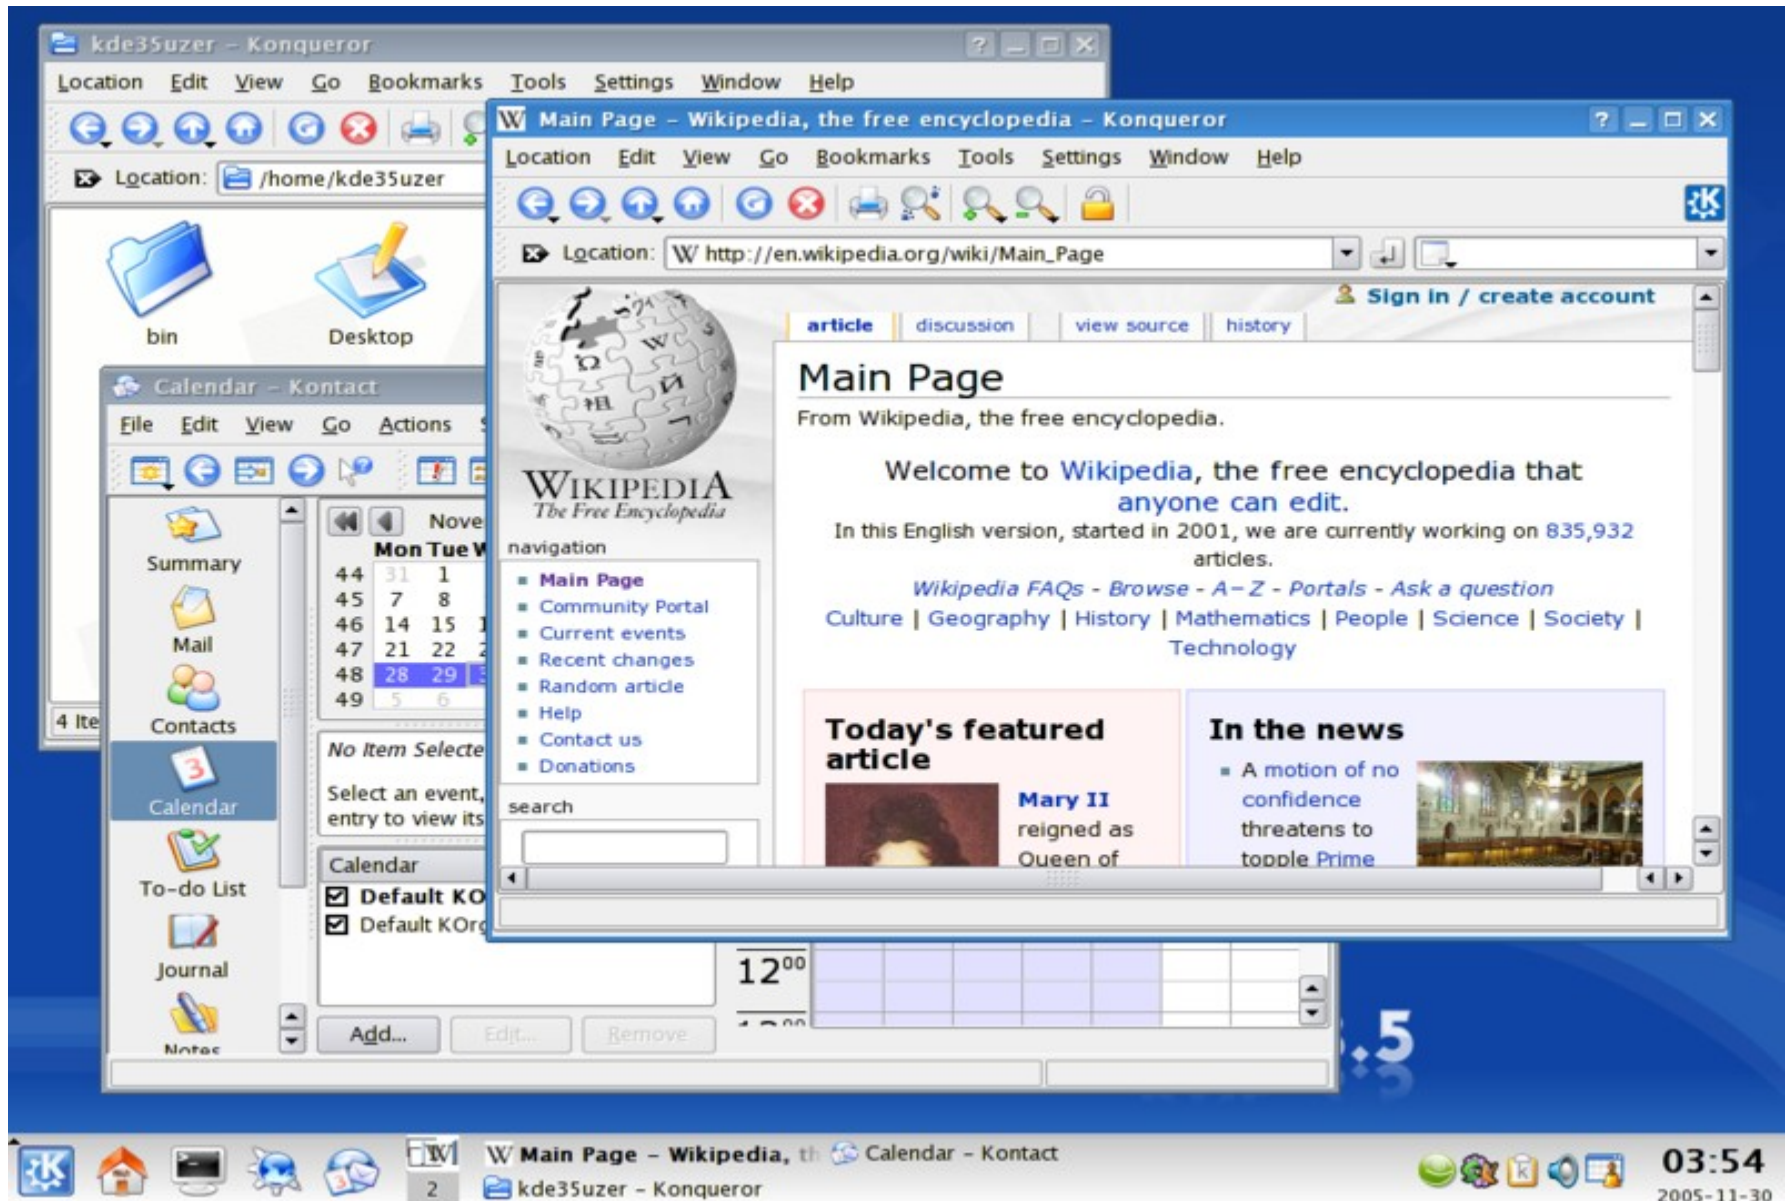 kde35uzer – Konqueror
Location Edit View Go Bookmarks Tools Settings Window Help
Location: /home/kde35uzer
bin Desktop
4 Ite
Main Page – Wikipedia, the free encyclopedia – Konqueror
Location Edit View Go Bookmarks Tools Settings Window Help
Location: http://en.wikipedia.org/wiki/Main_Page
Sign in / create account
article discussion view source history
WIKIPEDIA
The Free Encyclopedia
navigation
Main Page
Community Portal
Current events
Recent changes
Random article
Help
Contact us
Donations
search
Main Page
From Wikipedia, the free encyclopedia.
Welcome to Wikipedia, the free encyclopedia that
anyone can edit.
In this English version, started in 2001, we are currently working on 835,932
articles.
Wikipedia FAQs - Browse - A–Z - Portals - Ask a question
Culture | Geography | History | Mathematics | People | Science | Society |
Technology
Today's featured
article
Mary II
reigned as
Queen of
In the news
A motion of no
confidence
threatens to
topple Prime
Calendar – Kontact
File Edit View Go Actions
Summary
Mail
Contacts
Calendar
To-do List
Journal
Notes
Nove
Mon Tue W
44 31 1
45 7 8
46 14 15 1
47 21 22 2
48 28 29 3
49 5 6
No Item Selecte
Select an event,
entry to view its
Calendar
Default KO
Default KOrg
Add... Edit... Remove
12 00
.5
2
Main Page – Wikipedia, th
Calendar – Kontact
kde35uzer – Konqueror
03:54
2005-11-30